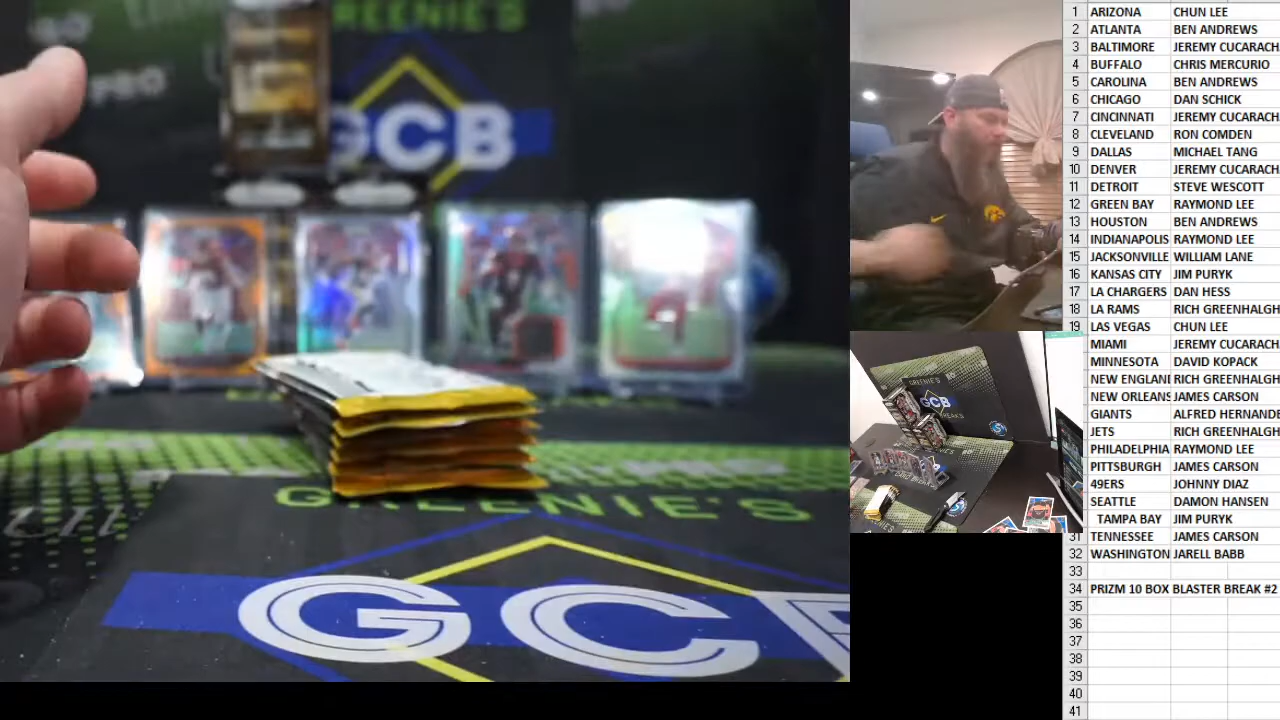 GREENIE'S
PRO
GCB
GREENIE'S
GC
GREENIE'S
GCB
BREAKS
1 ARIZONA CHUN LEE
2 ATLANTA BEN ANDREWS
3 BALTIMORE JEREMY CUCARACH
4 BUFFALO CHRIS MERCURIO
5 CAROLINA BEN ANDREWS
6 CHICAGO DAN SCHICK
7 CINCINNATI JEREMY CUCARACH
8 CLEVELAND RON COMDEN
9 DALLAS MICHAEL TANG
10 DENVER JEREMY CUCARACH
11 DETROIT STEVE WESCOTT
12 GREEN BAY RAYMOND LEE
13 HOUSTON BEN ANDREWS
14 INDIANAPOLIS RAYMOND LEE
15 JACKSONVILLE WILLIAM LANE
16 KANSAS CITY JIM PURYK
17 LA CHARGERS DAN HESS
18 LA RAMS RICH GREENHALGH
19 LAS VEGAS CHUN LEE
MIAMI JEREMY CUCARACH
MINNESOTA DAVID KOPACK
NEW ENGLAND RICH GREENHALGH
NEW ORLEANS JAMES CARSON
GIANTS ALFRED HERNANDE
JETS RICH GREENHALGH
PHILADELPHIA RAYMOND LEE
PITTSBURGH JAMES CARSON
49ERS JOHNNY DIAZ
SEATTLE DAMON HANSEN
TAMPA BAY JIM PURYK
31 TENNESSEE JAMES CARSON
32 WASHINGTON JARELL BABB
33
34 PRIZM 10 BOX BLASTER BREAK #2
35
36
37
38
39
40
41